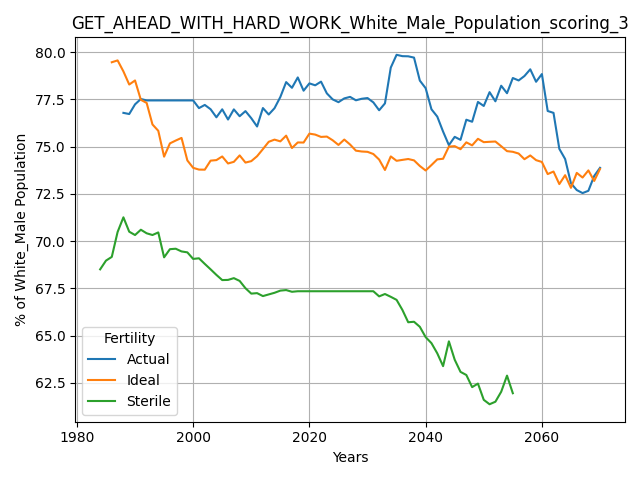 GET_AHEAD_WITH_HARD_WORK_White_Male_Population_scoring_3
80.0
77.5
75.0
72.5
70.0
67.5
65.0
62.5
% of White_Male Population
Fertility
Actual
Ideal
Sterile
1980
2000
2020
2040
2060
Years